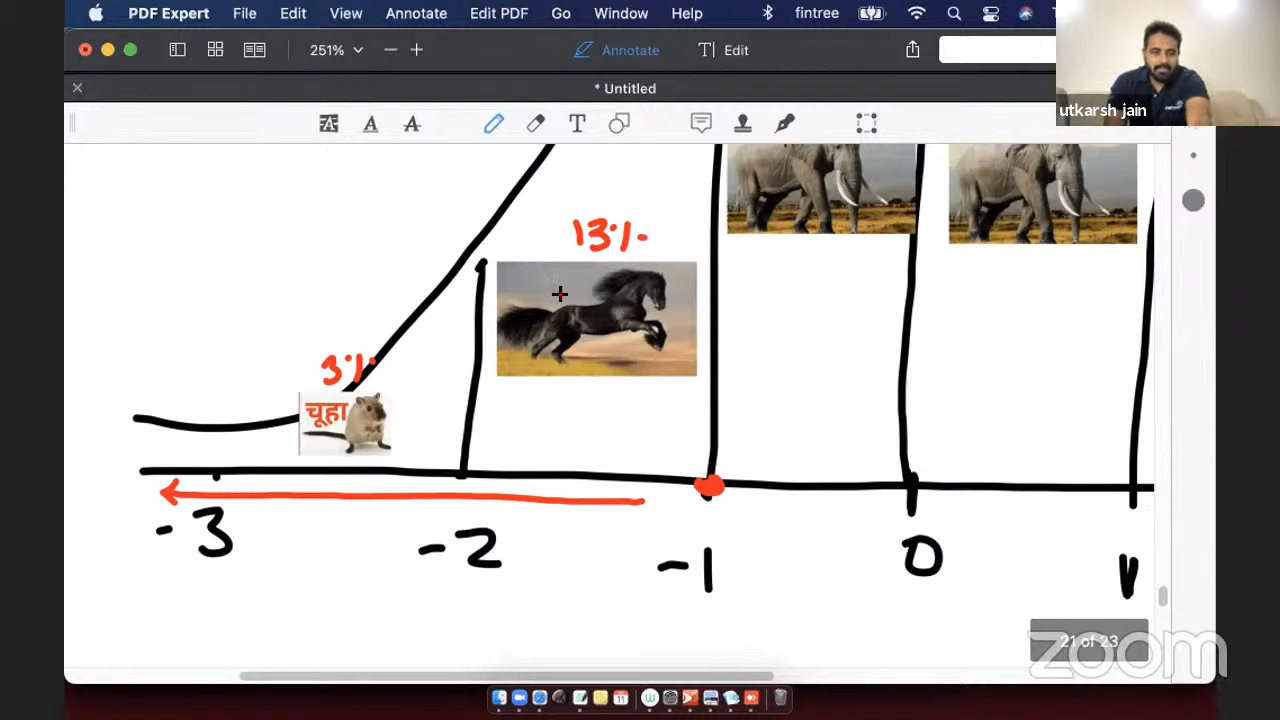 PDF Expert File Edit View Annotate Edit PDF Go Window Help fintree
251% Annotate T| Edit
* Untitled
utkarsh jain
13%
3%
चूहा
-3 -2 -1 0 1
21 of 23
zoom